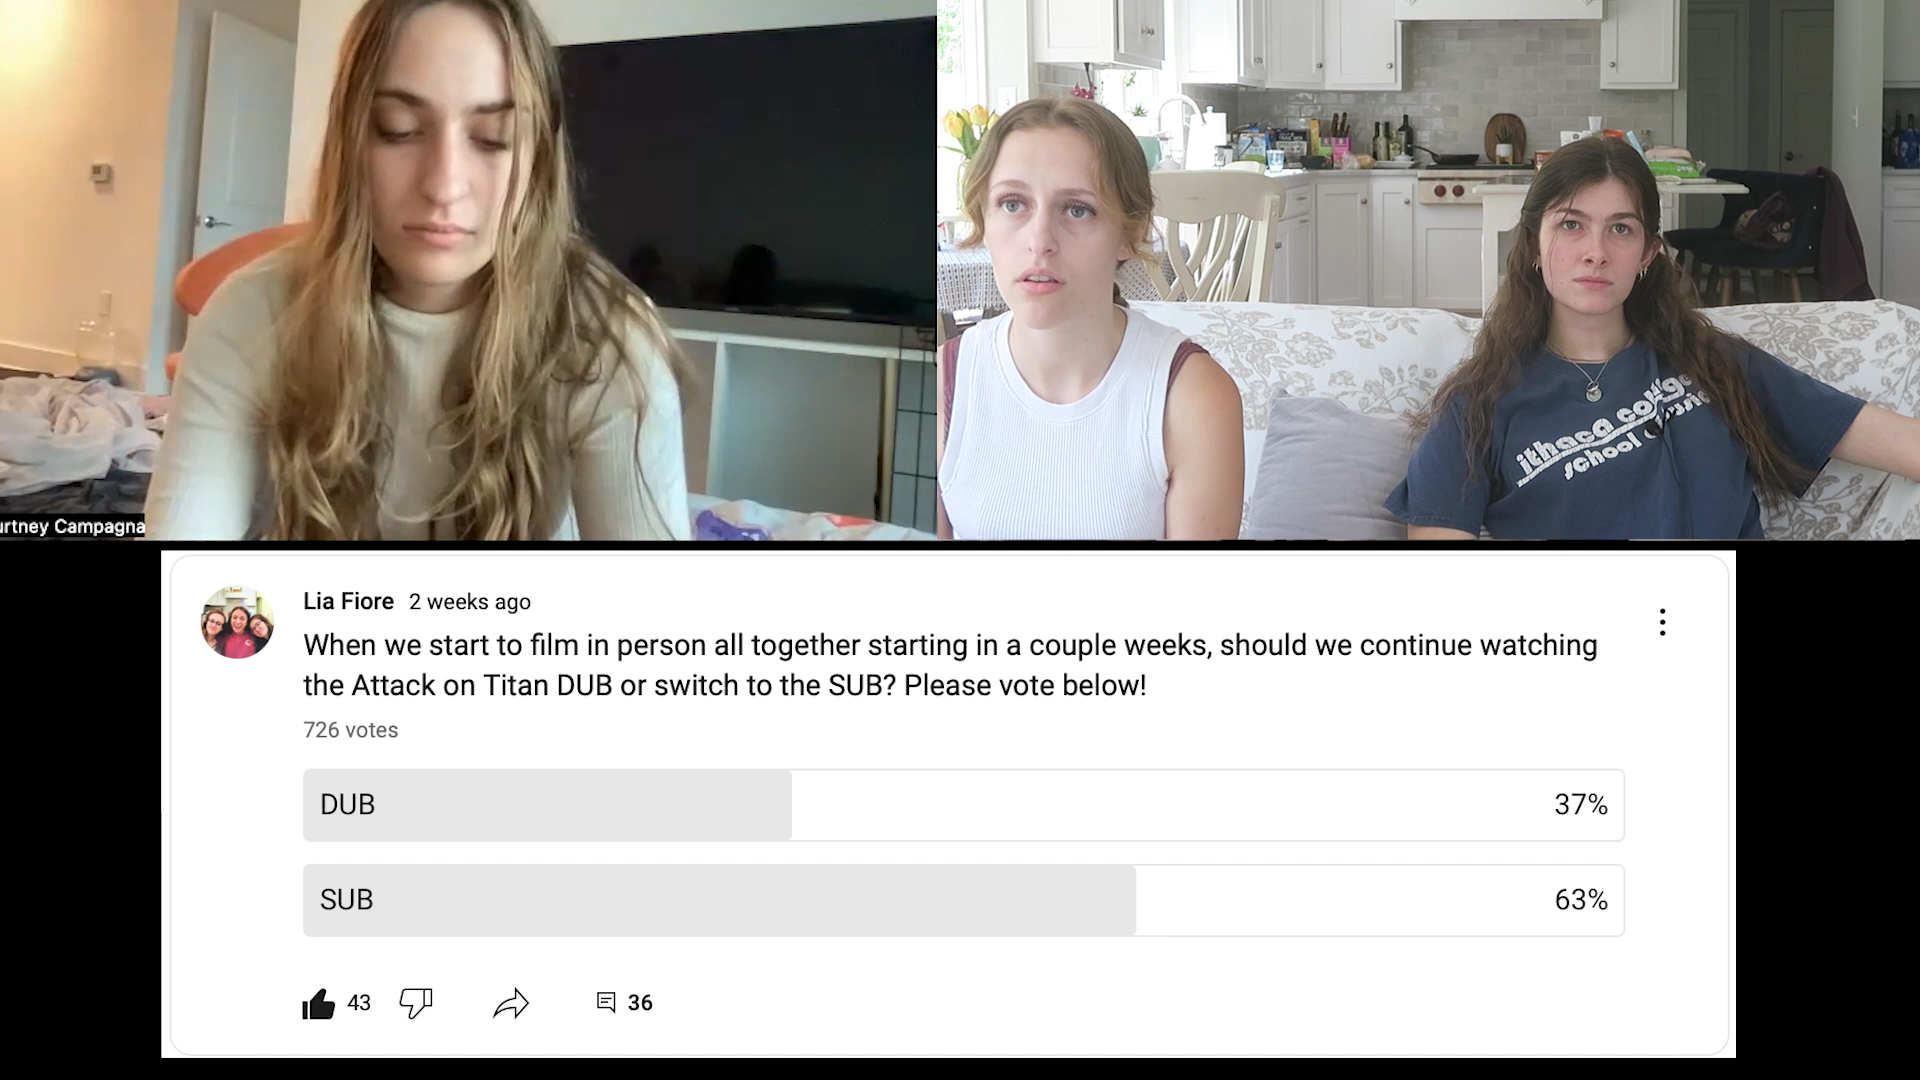 urtney Campagna
ithaca college
school
Lia Fiore 2 weeks ago
When we start to film in person all together starting in a couple weeks, should we continue watching
the Attack on Titan DUB or switch to the SUB? Please vote below!
726 votes
DUB 37%
SUB 63%
43 36